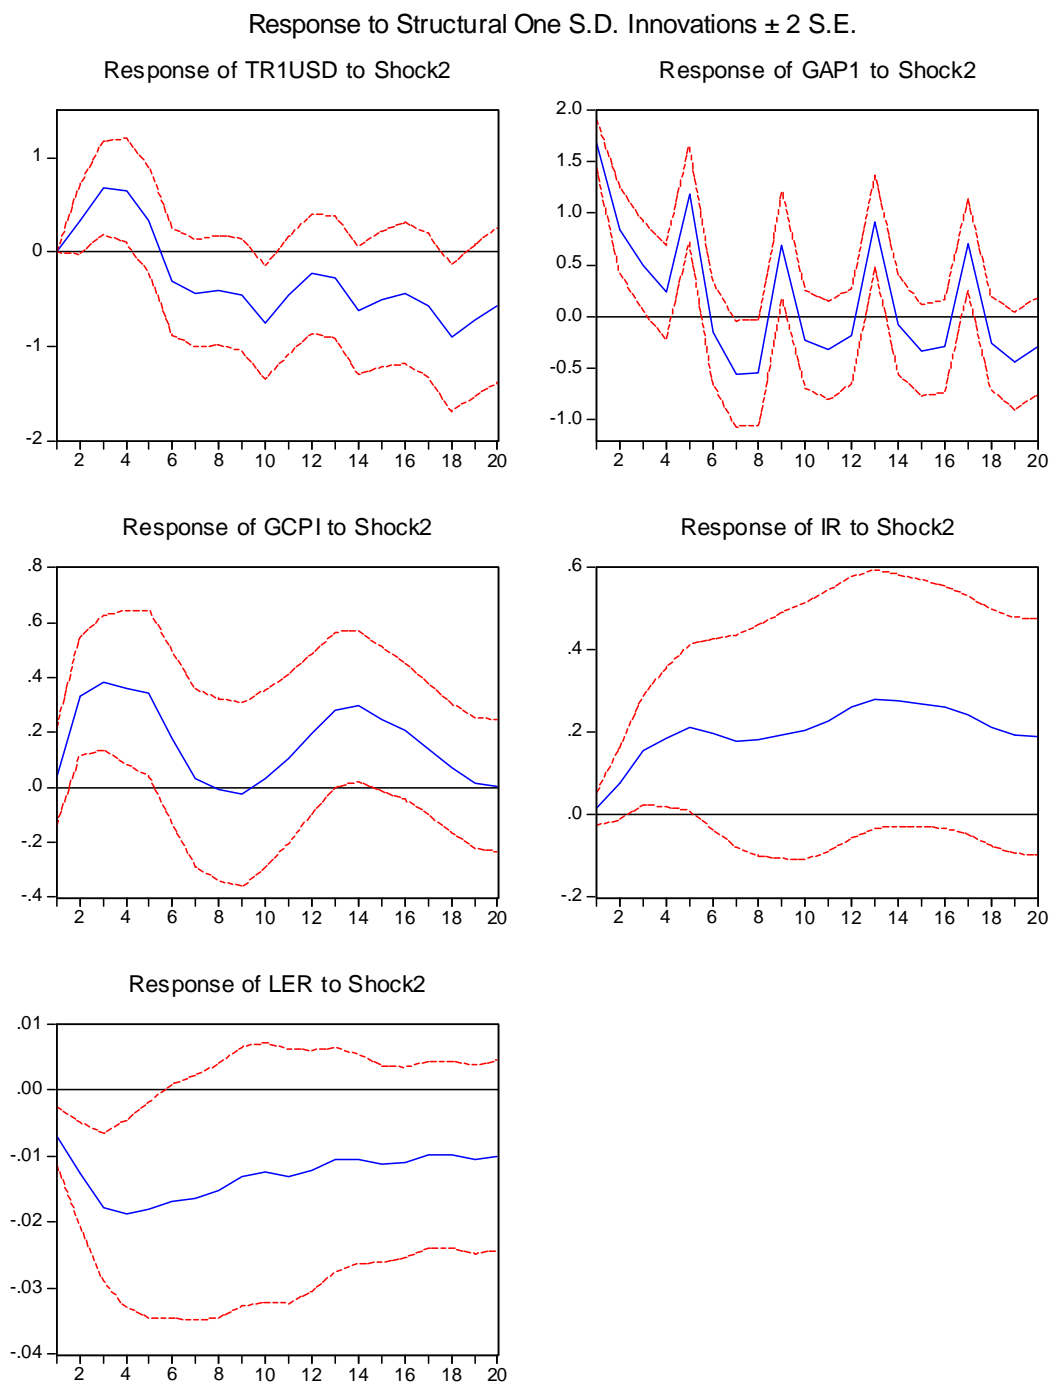 Response to Structural One S.D. Innovations ± 2 S.E.
Response of TR1USD to Shock2
1
0
-1
-2
2 4 6 8 10 12 14 16 18 20
Response of GAP1 to Shock2
2.0
1.5
1.0
0.5
0.0
-0.5
-1.0
2 4 6 8 10 12 14 16 18 20
Response of GCPI to Shock2
.8
.6
.4
.2
.0
-.2
-.4
2 4 6 8 10 12 14 16 18 20
Response of IR to Shock2
.6
.4
.2
.0
-.2
2 4 6 8 10 12 14 16 18 20
Response of LER to Shock2
.01
.00
-.01
-.02
-.03
-.04
2 4 6 8 10 12 14 16 18 20